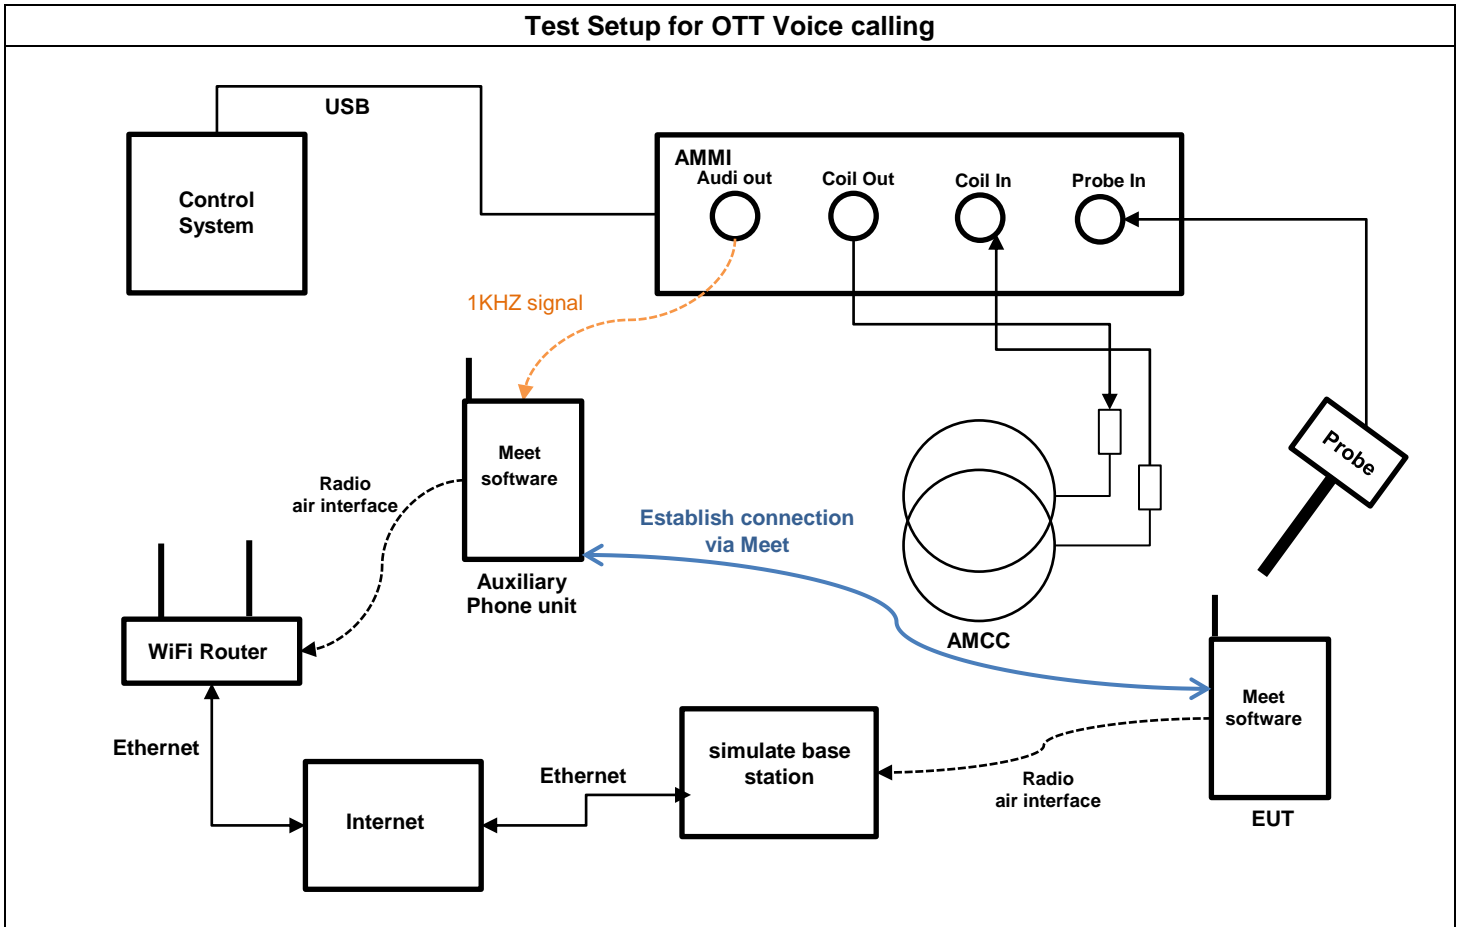 Test Setup for OTT Voice calling
USB
Control
System
AMMI
Audi out
Coil Out
Coil In
Probe In
1KHZ signal
Meet
software
Radio
air interface
Probe
Establish connection
via Meet
Auxiliary
Phone unit
AMCC
WiFi Router
Meet
software
Ethernet
simulate base
station
Ethernet
Radio
air interface
Internet
EUT